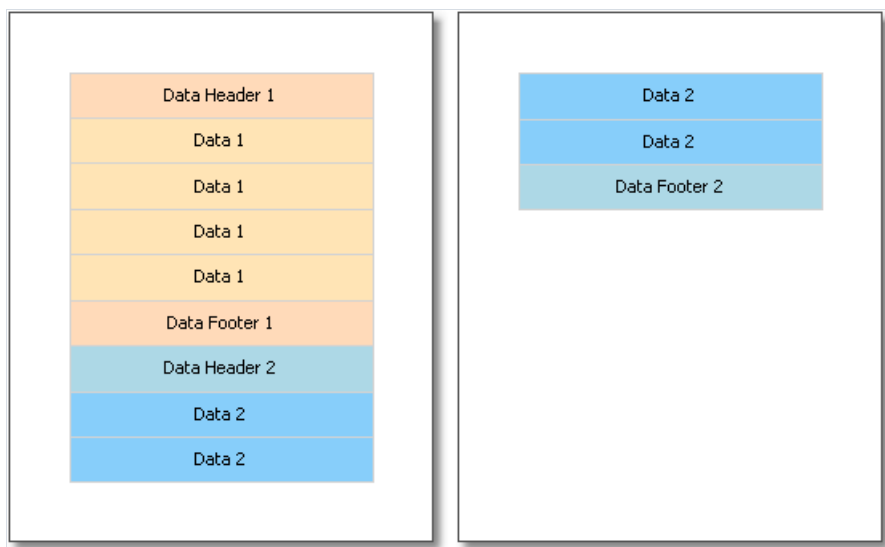 Data Header 1
Data 1
Data 1
Data 1
Data 1
Data Footer 1
Data Header 2
Data 2
Data 2
Data 2
Data 2
Data Footer 2